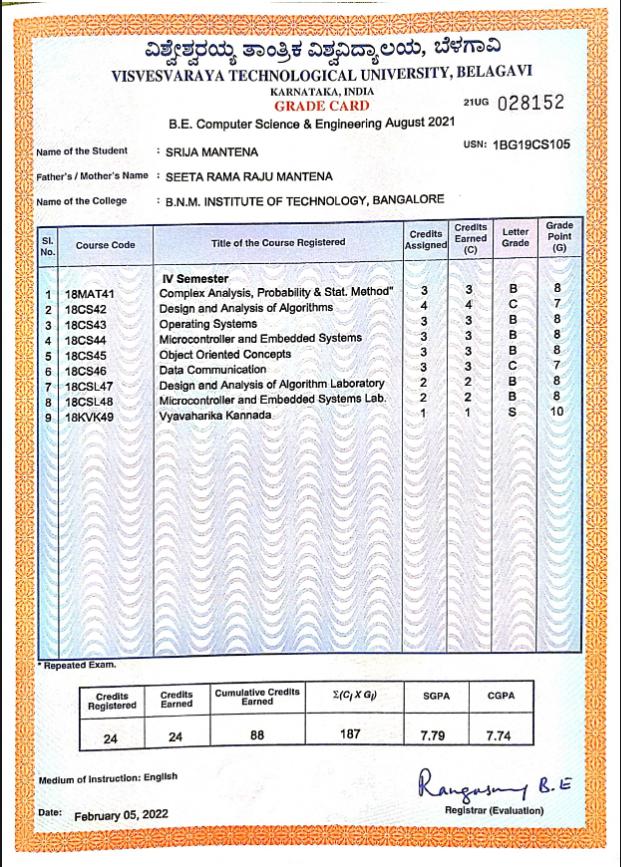 ವಿಶ್ವೇಶ್ವರಯ್ಯ ತಾಂತ್ರಿಕ ವಿಶ್ವವಿದ್ಯಾಲಯ, ಬೆಳಗಾವಿ
VISVESVARAYA TECHNOLOGICAL UNIVERSITY, BELAGAVI
KARNATAKA, INDIA
GRADE CARD
21UG 028152
B.E. Computer Science & Engineering August 2021
USN: 1BG19CS105
Name of the Student : SRIJA MANTENA
Father's / Mother's Name : SEETA RAMA RAJU MANTENA
Name of the College : B.N.M. INSTITUTE OF TECHNOLOGY, BANGALORE
Sl. No. Course Code Title of the Course Registered Credits Assigned Credits Earned (C) Letter Grade Grade Point (G)
IV Semester
1 18MAT41 Complex Analysis, Probability & Stat. Method* 3 3 B 8
2 18CS42 Design and Analysis of Algorithms 4 4 C 7
3 18CS43 Operating Systems 3 3 B 8
4 18CS44 Microcontroller and Embedded Systems 3 3 B 8
5 18CS45 Object Oriented Concepts 3 3 B 8
6 18CS46 Data Communication 3 3 C 7
7 18CSL47 Design and Analysis of Algorithm Laboratory 2 2 B 8
8 18CSL48 Microcontroller and Embedded Systems Lab. 2 2 B 8
9 18KVK49 Vyavaharika Kannada 1 1 S 10
* Repeated Exam.
Credits Registered Credits Earned Cumulative Credits Earned Σ(Cj X Gj) SGPA CGPA
24 24 88 187 7.79 7.74
Medium of Instruction: English
Rangasmy B.E
Registrar (Evaluation)
Date: February 05, 2022